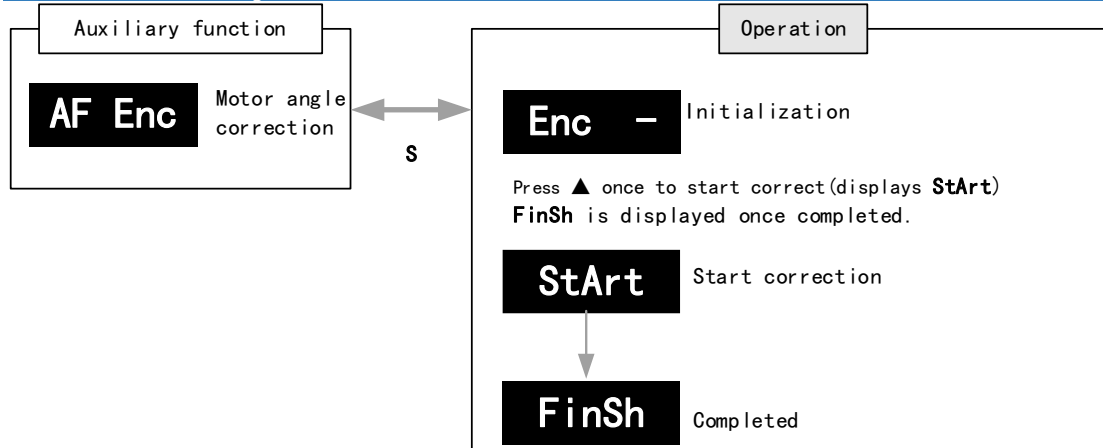 Auxiliary function
AF Enc
Motor angle
correction
S
Operation
Enc -
Initialization
Press ▲ once to start correct(displays StArt)
FinSh is displayed once completed.
StArt
Start correction
FinSh
Completed